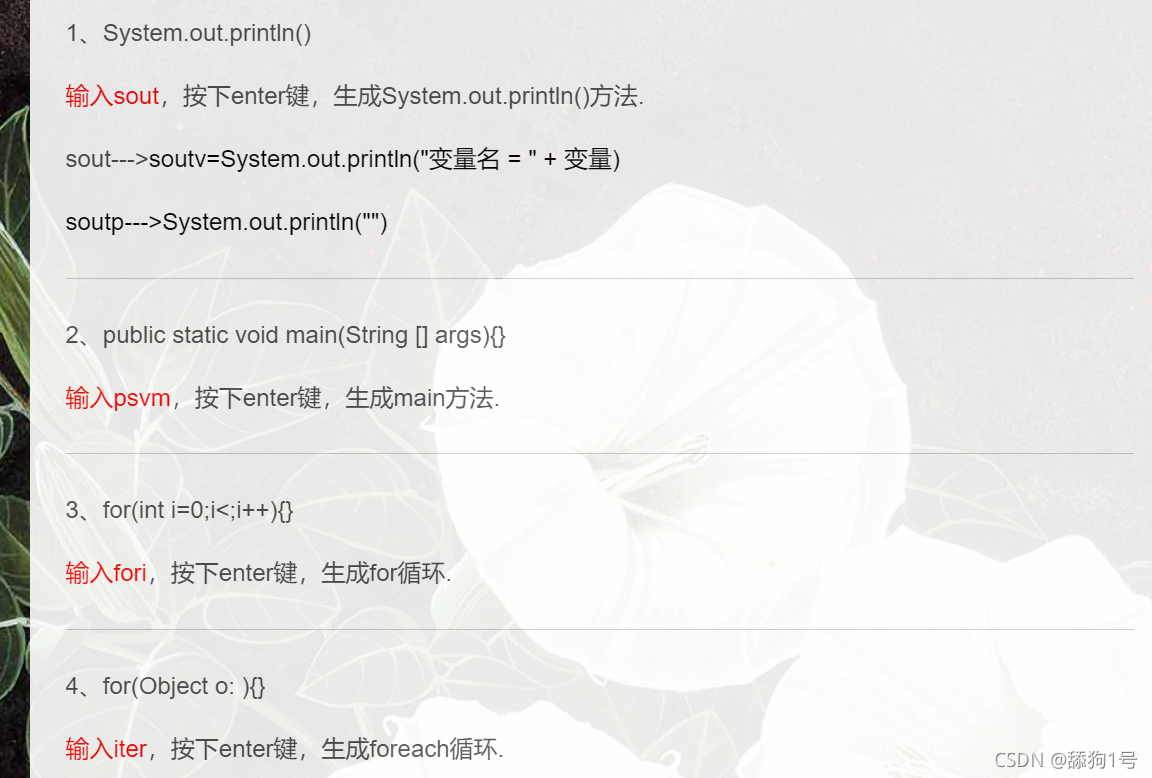 1、System.out.println()
输入sout，按下enter键，生成System.out.println()方法.
sout--->soutv=System.out.println("变量名 = " + 变量)
soutp--->System.out.println("")
2、public static void main(String [] args){}
输入psvm，按下enter键，生成main方法.
3、for(int i=0;i<;i++){}
输入fori，按下enter键，生成for循环.
4、for(Object o: ){}
输入iter，按下enter键，生成foreach循环.
CSDN @舔狗1号